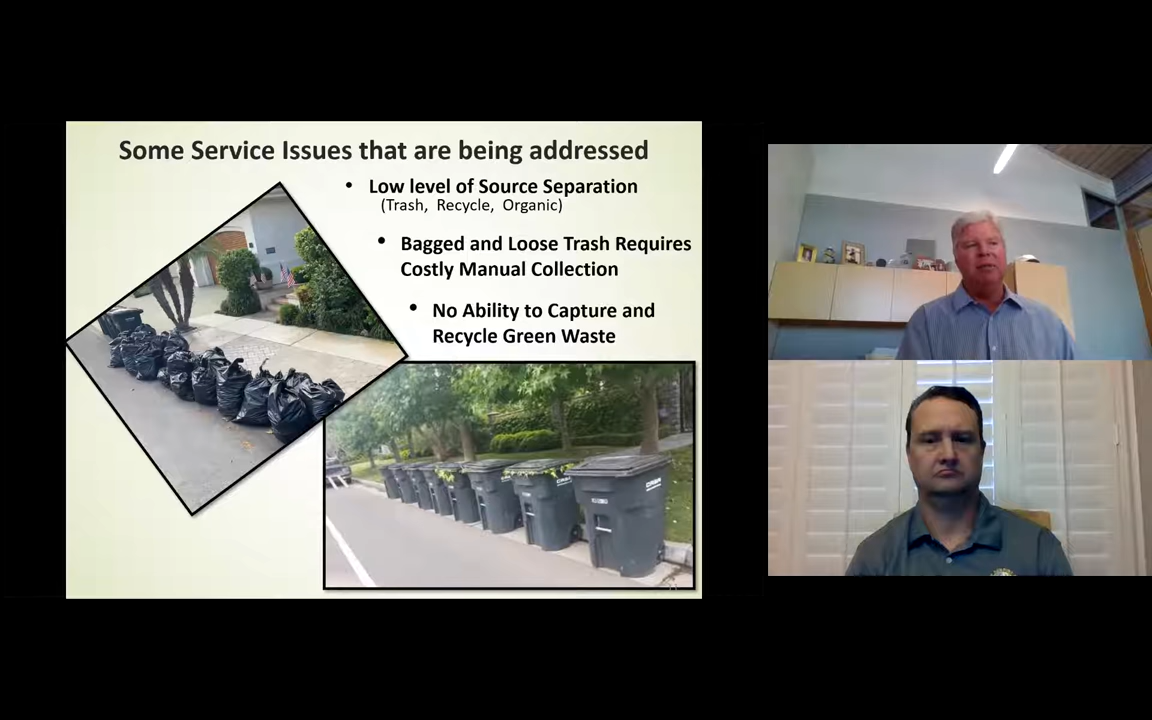 Some Service Issues that are being addressed
• Low level of Source Separation
(Trash, Recycle, Organic)
• Bagged and Loose Trash Requires
Costly Manual Collection
• No Ability to Capture and
Recycle Green Waste